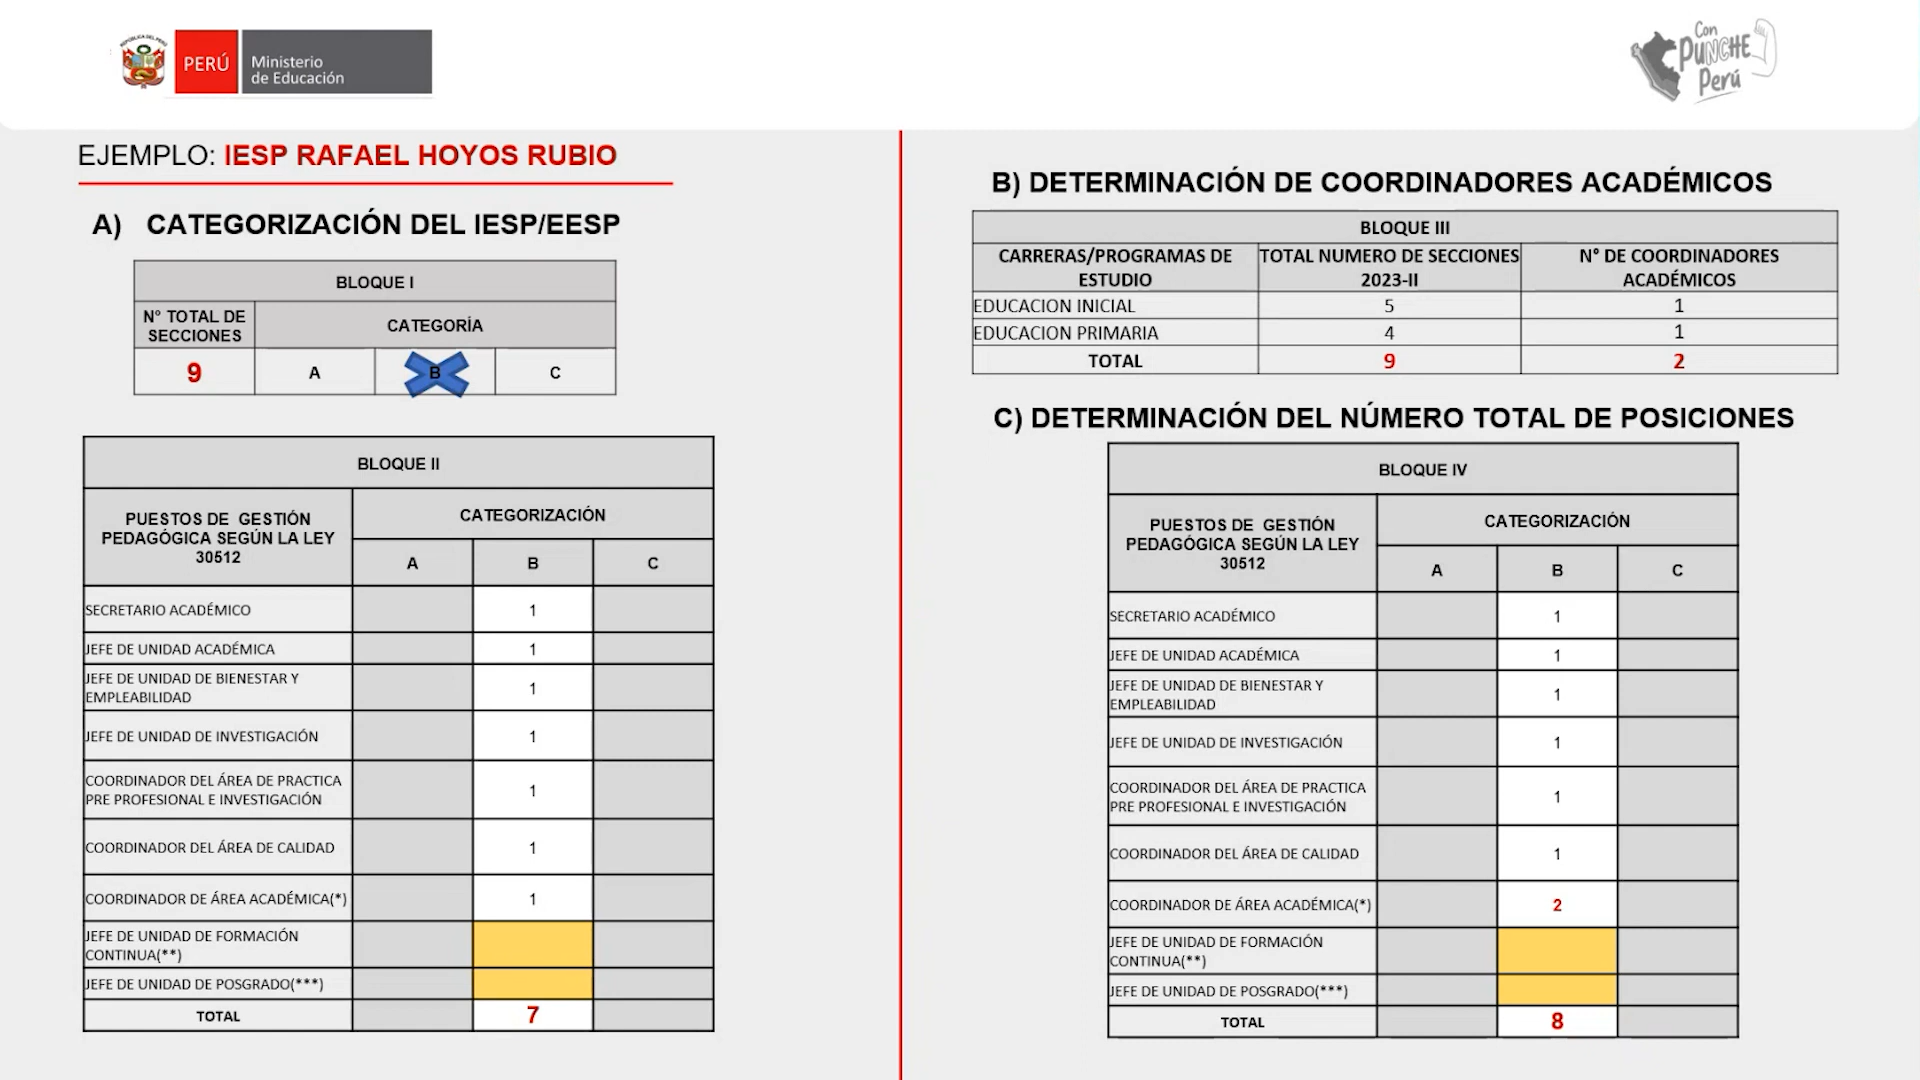 REPÚBLICA DEL PERÚ
PERÚ
Ministerio
de Educación
Con
PUNCHE
Perú
EJEMPLO: IESP RAFAEL HOYOS RUBIO
A) CATEGORIZACIÓN DEL IESP/EESP
BLOQUE I
N° TOTAL DE
SECCIONES
CATEGORÍA
9 A B C
BLOQUE II
PUESTOS DE GESTIÓN
PEDAGÓGICA SEGÚN LA LEY
30512
CATEGORIZACIÓN
A B C
SECRETARIO ACADÉMICO 1
JEFE DE UNIDAD ACADÉMICA 1
JEFE DE UNIDAD DE BIENESTAR Y
EMPLEABILIDAD 1
JEFE DE UNIDAD DE INVESTIGACIÓN 1
COORDINADOR DEL ÁREA DE PRACTICA
PRE PROFESIONAL E INVESTIGACIÓN 1
COORDINADOR DEL ÁREA DE CALIDAD 1
COORDINADOR DE ÁREA ACADÉMICA(*) 1
JEFE DE UNIDAD DE FORMACIÓN
CONTINUA(**)
JEFE DE UNIDAD DE POSGRADO(***)
TOTAL 7
B) DETERMINACIÓN DE COORDINADORES ACADÉMICOS
BLOQUE III
CARRERAS/PROGRAMAS DE
ESTUDIO
TOTAL NUMERO DE SECCIONES
2023-II
N° DE COORDINADORES
ACADÉMICOS
EDUCACION INICIAL 5 1
EDUCACION PRIMARIA 4 1
TOTAL 9 2
C) DETERMINACIÓN DEL NÚMERO TOTAL DE POSICIONES
BLOQUE IV
PUESTOS DE GESTIÓN
PEDAGÓGICA SEGÚN LA LEY
30512
CATEGORIZACIÓN
A B C
SECRETARIO ACADÉMICO 1
JEFE DE UNIDAD ACADÉMICA 1
JEFE DE UNIDAD DE BIENESTAR Y
EMPLEABILIDAD 1
JEFE DE UNIDAD DE INVESTIGACIÓN 1
COORDINADOR DEL ÁREA DE PRACTICA
PRE PROFESIONAL E INVESTIGACIÓN 1
COORDINADOR DEL ÁREA DE CALIDAD 1
COORDINADOR DE ÁREA ACADÉMICA(*) 2
JEFE DE UNIDAD DE FORMACIÓN
CONTINUA(**)
JEFE DE UNIDAD DE POSGRADO(***)
TOTAL 8